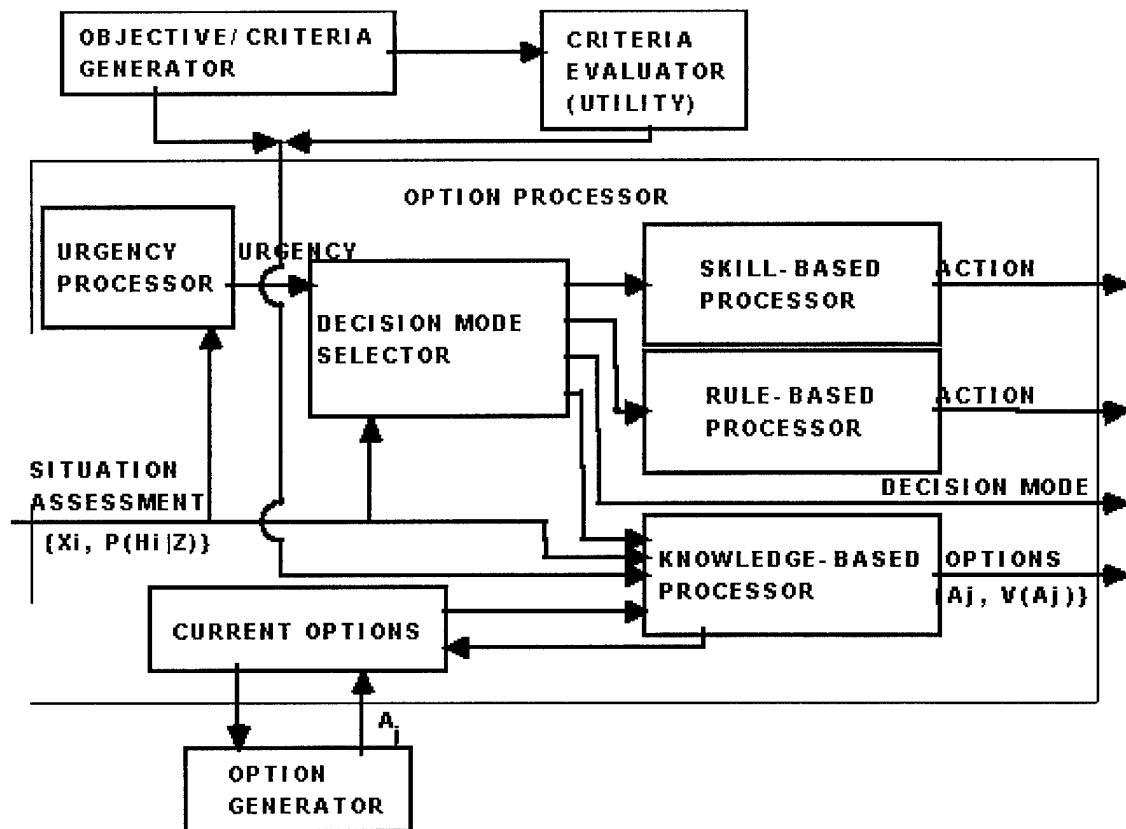 OBJECTIVE/ CRITERIA
GENERATOR
CRITERIA
EVALUATOR
(UTILITY)
OPTION PROCESSOR
URGENCY
PROCESSOR
URGENCY
DECISION MODE
SELECTOR
SKILL-BASED
PROCESSOR
ACTION
RULE-BASED
PROCESSOR
ACTION
SITUATION
ASSESSMENT
{Xi, P(Hi|Z)}
DECISION MODE
KNOWLEDGE-BASED
PROCESSOR
OPTIONS
{Aj, V(Aj)}
CURRENT OPTIONS
Aj
OPTION
GENERATOR